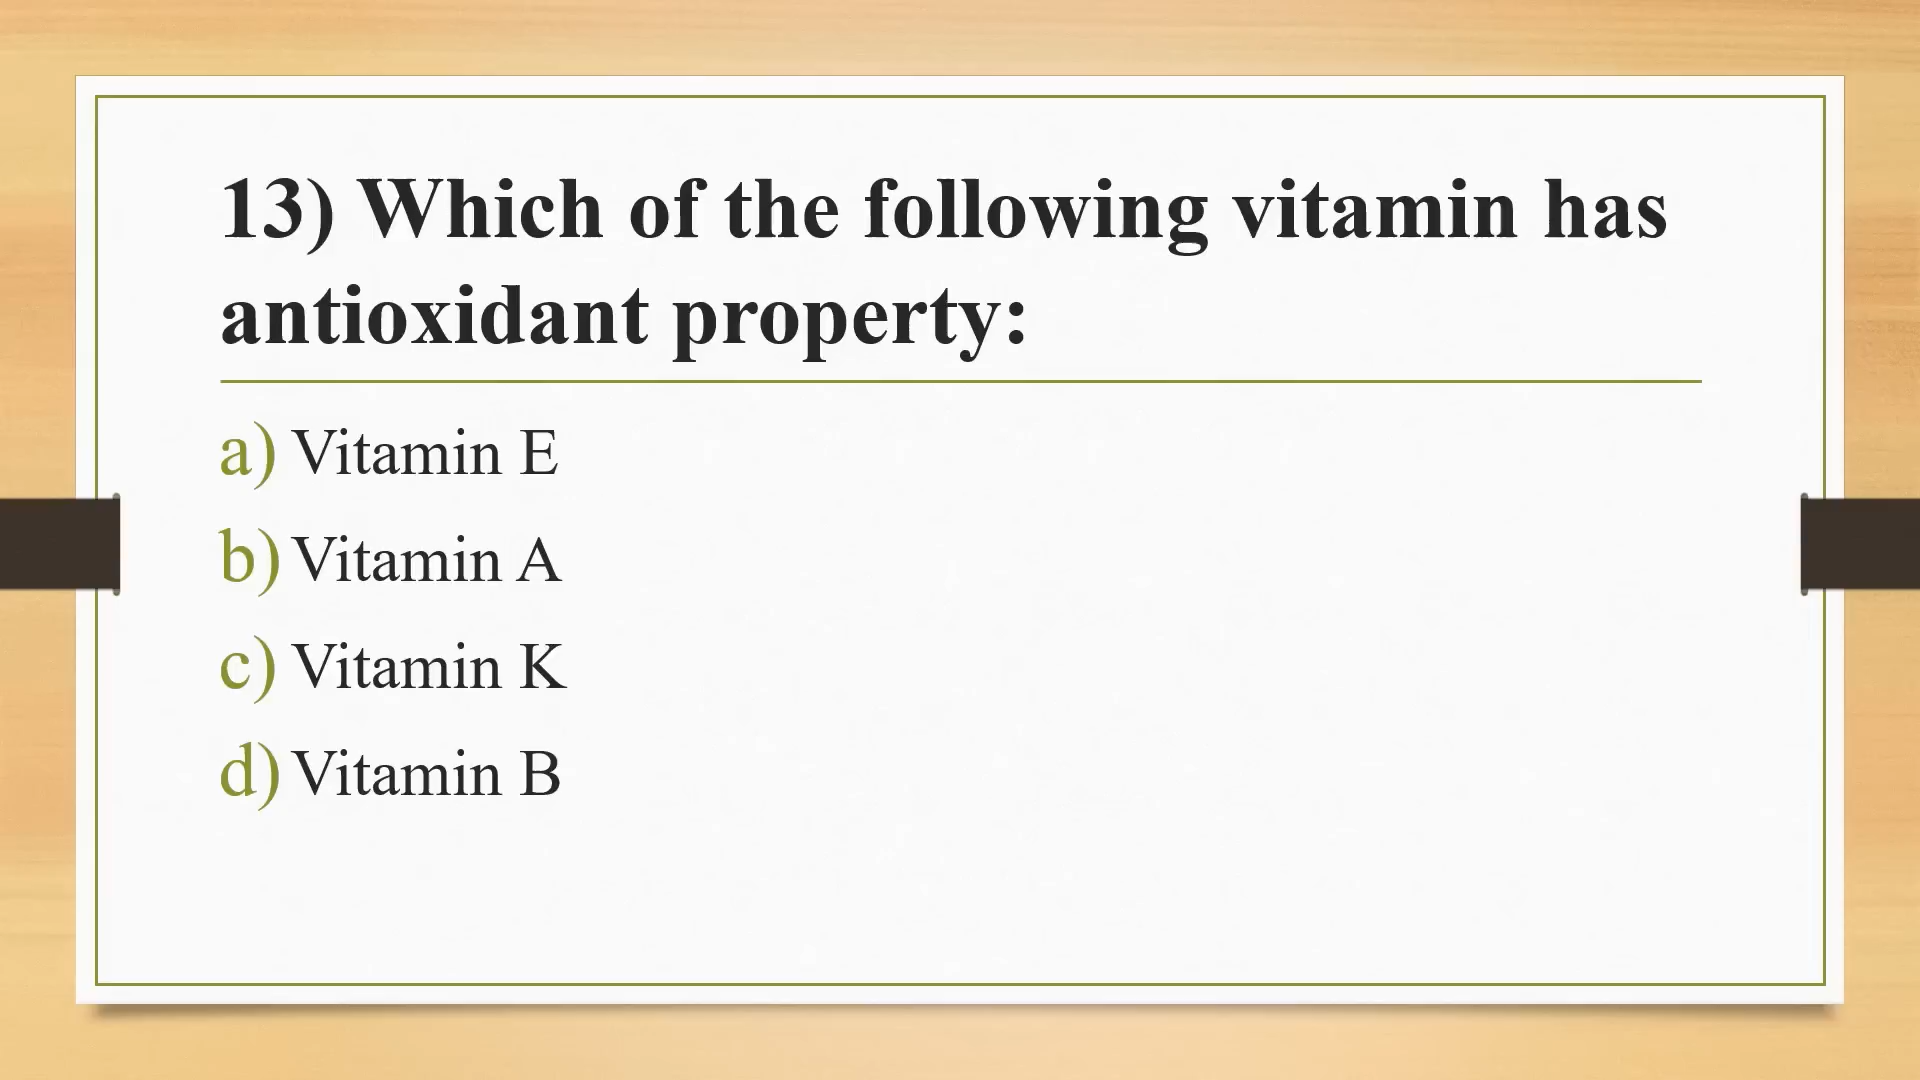 13) Which of the following vitamin has
antioxidant property:
a) Vitamin E
b) Vitamin A
c) Vitamin K
d) Vitamin B